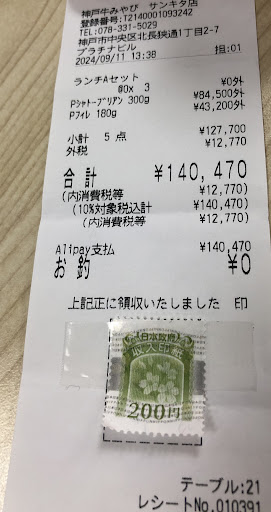 神戸牛みやび サンキタ店
登録番号 T2140001093242
TEL:078-331-5029
神戸市中央区北長狭通1丁目2-7
プラチナビル
2024/09/11 13:38 担:01
ランチAセット ¥0外
@0x 3
Pシャトーブリアン 300g ¥84,500外
Pフィレ 180g ¥43,200外
小計 5 点 ¥127,700
外税 ¥12,770
合計 ¥140,470
(内消費税等 ¥12,770)
(10%対象税込計 ¥140,470)
(内消費税等 ¥12,770)
Alipay支払 ¥140,470
お釣 ¥0
上記正に領収いたしました 印
日本政府
収入印紙
200円
テーブル:21
レシートNo.010391